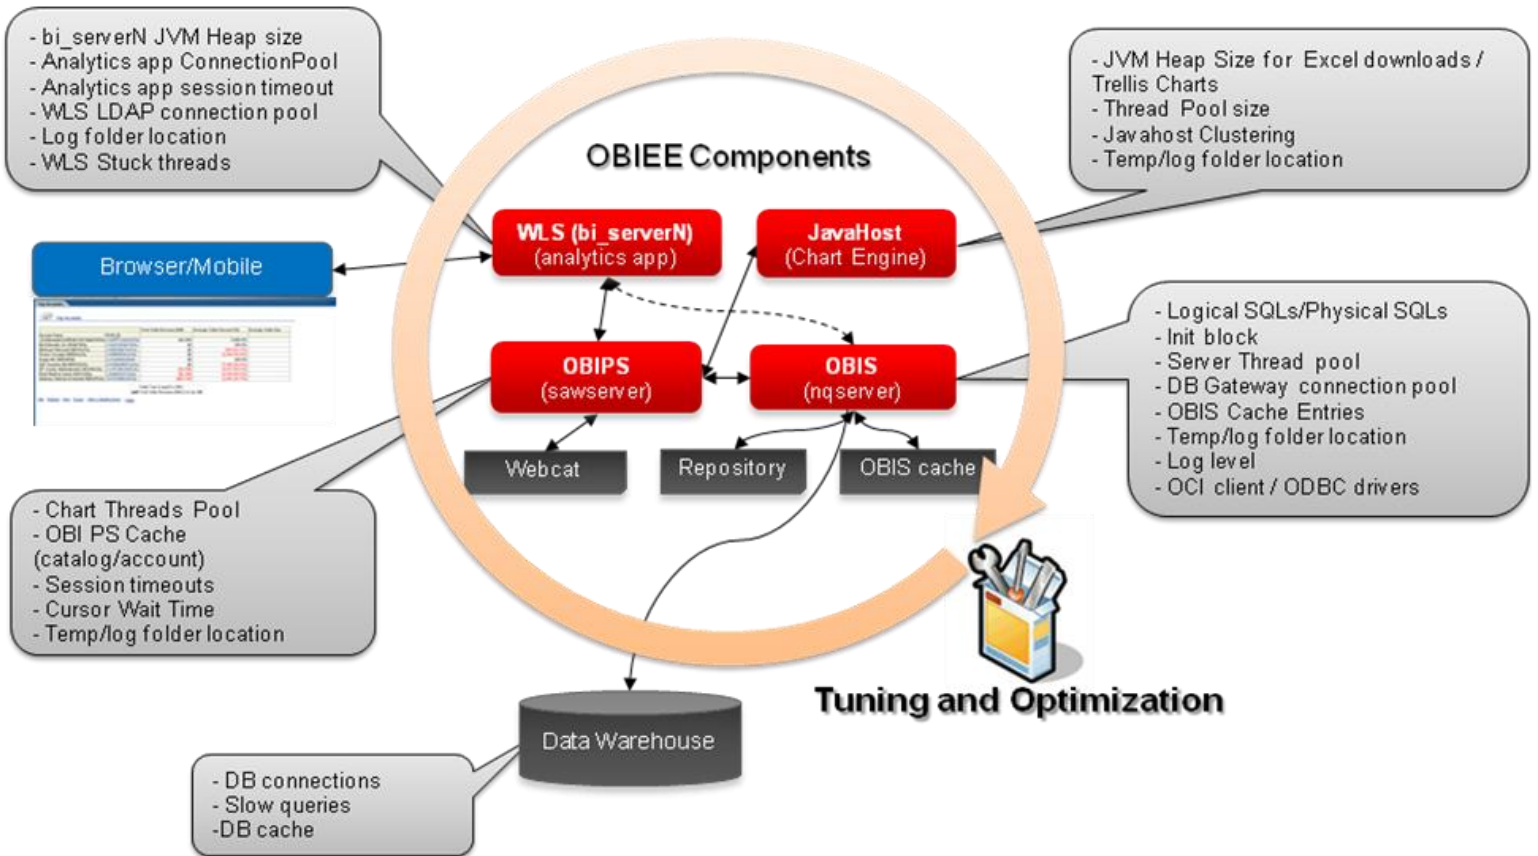 - bi_serverN JVM Heap size
- Analytics app ConnectionPool
- Analytics app session timeout
- WLS LDAP connection pool
- Log folder location
- WLS Stuck threads
- JVM Heap Size for Excel downloads /
Trellis Charts
- Thread Pool size
- Javahost Clustering
- Temp/log folder location
OBIEE Components
WLS (bi_serverN)
(analytics app)
JavaHost
(Chart Engine)
Browser/Mobile
- Logical SQLs/Physical SQLs
- Init block
- Server Thread pool
- DB Gateway connection pool
- OBIS Cache Entries
- Temp/log folder location
- Log level
- OCI client / ODBC drivers
OBIPS
(sawserver)
OBIS
(nqserver)
Webcat
Repository
OBIS cache
- Chart Threads Pool
- OBI PS Cache
(catalog/account)
- Session timeouts
- Cursor Wait Time
- Temp/log folder location
Tuning and Optimization
Data Warehouse
- DB connections
- Slow queries
-DB cache